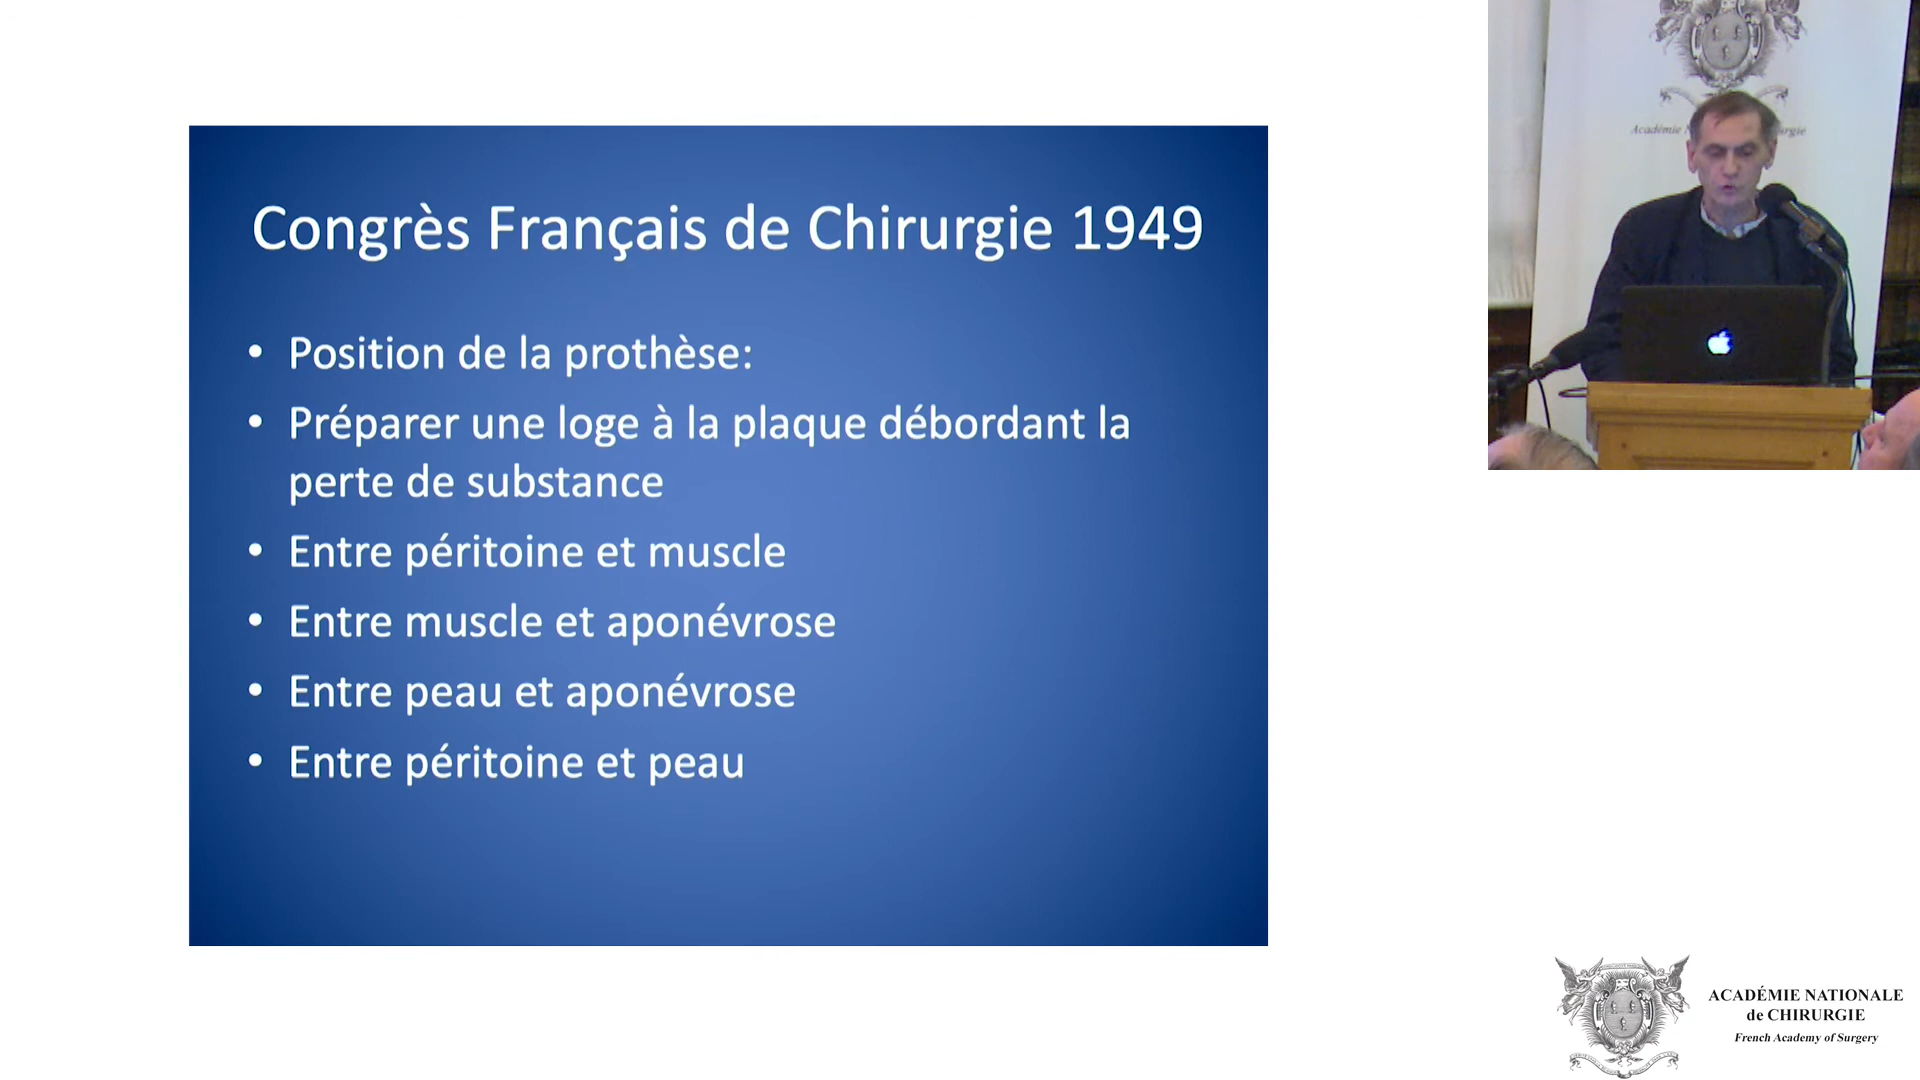 Congrès Français de Chirurgie 1949
• Position de la prothèse:
• Préparer une loge à la plaque débordant la
perte de substance
• Entre péritoine et muscle
• Entre muscle et aponévrose
• Entre peau et aponévrose
• Entre péritoine et peau
Académie
ACADÉMIE NATIONALE
de CHIRURGIE
French Academy of Surgery